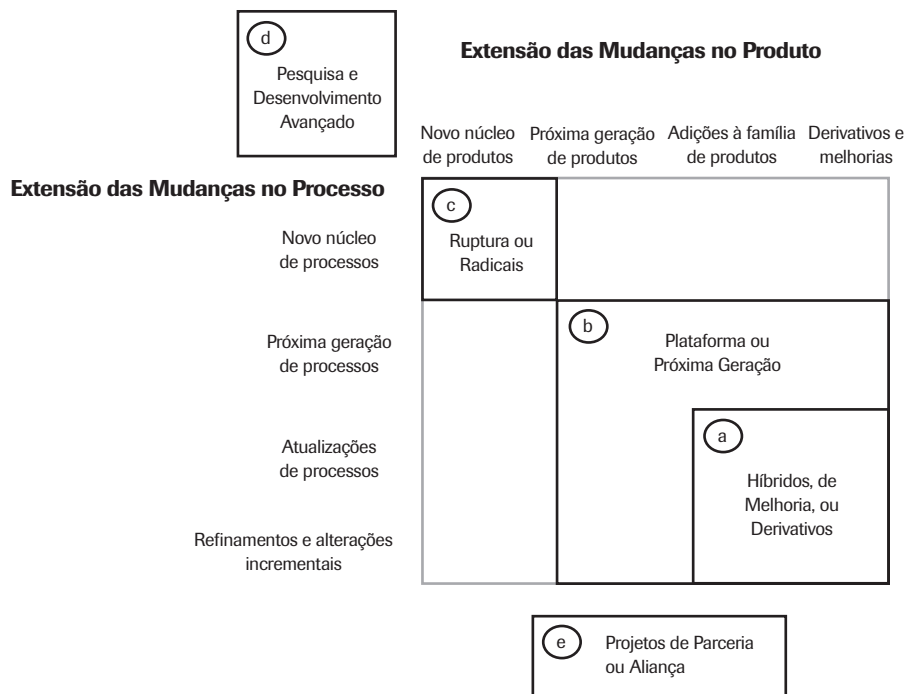 d
Pesquisa e
Desenvolvimento
Avançado
Extensão das Mudanças no Produto
Novo núcleo
de produtos
Próxima geração
de produtos
Adições à família
de produtos
Derivativos e
melhorias
Extensão das Mudanças no Processo
Novo núcleo
de processos
c
Ruptura ou
Radicais
Próxima geração
de processos
b
Plataforma ou
Próxima Geração
Atualizações
de processos
a
Híbridos, de
Melhoria, ou
Derivativos
Refinamentos e alterações
incrementais
e
Projetos de Parceria
ou Aliança